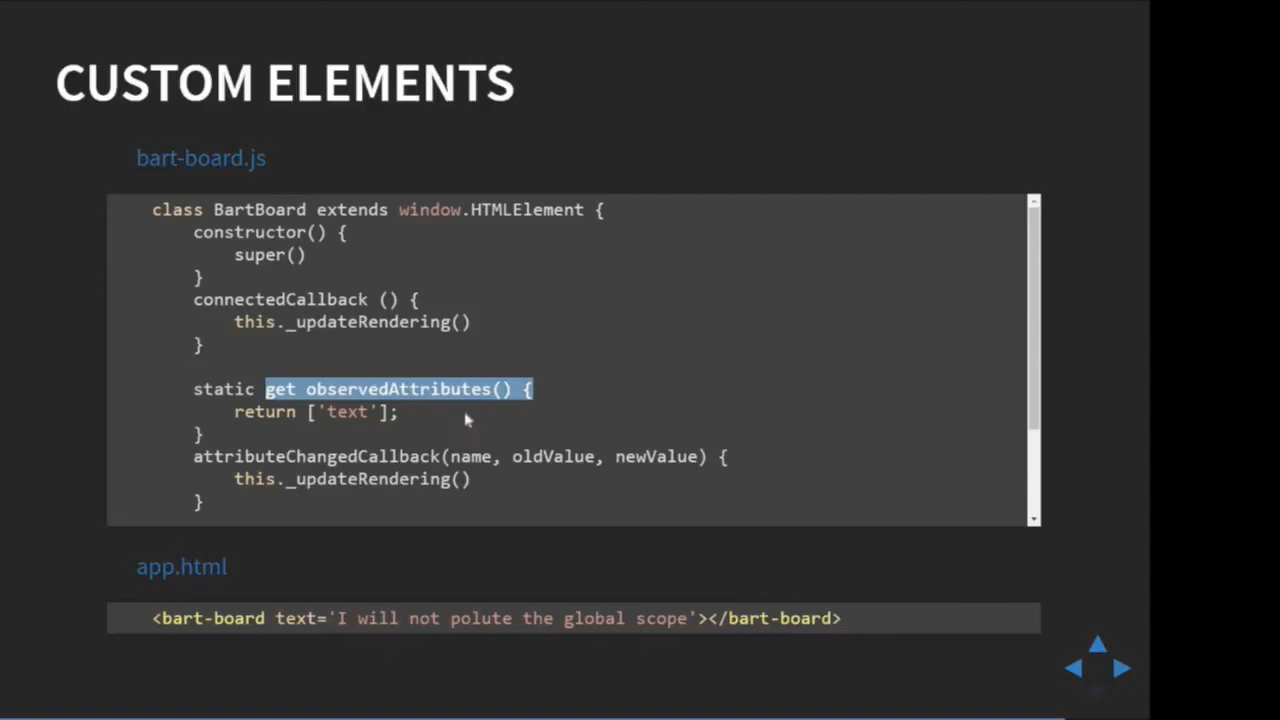 CUSTOM ELEMENTS
bart-board.js
class BartBoard extends window.HTMLElement {
constructor() {
super()
}
connectedCallback () {
this._updateRendering()
}
static get observedAttributes() {
return ['text'];
}
attributeChangedCallback(name, oldValue, newValue) {
this._updateRendering()
}
app.html
<bart-board text='I will not polute the global scope'></bart-board>